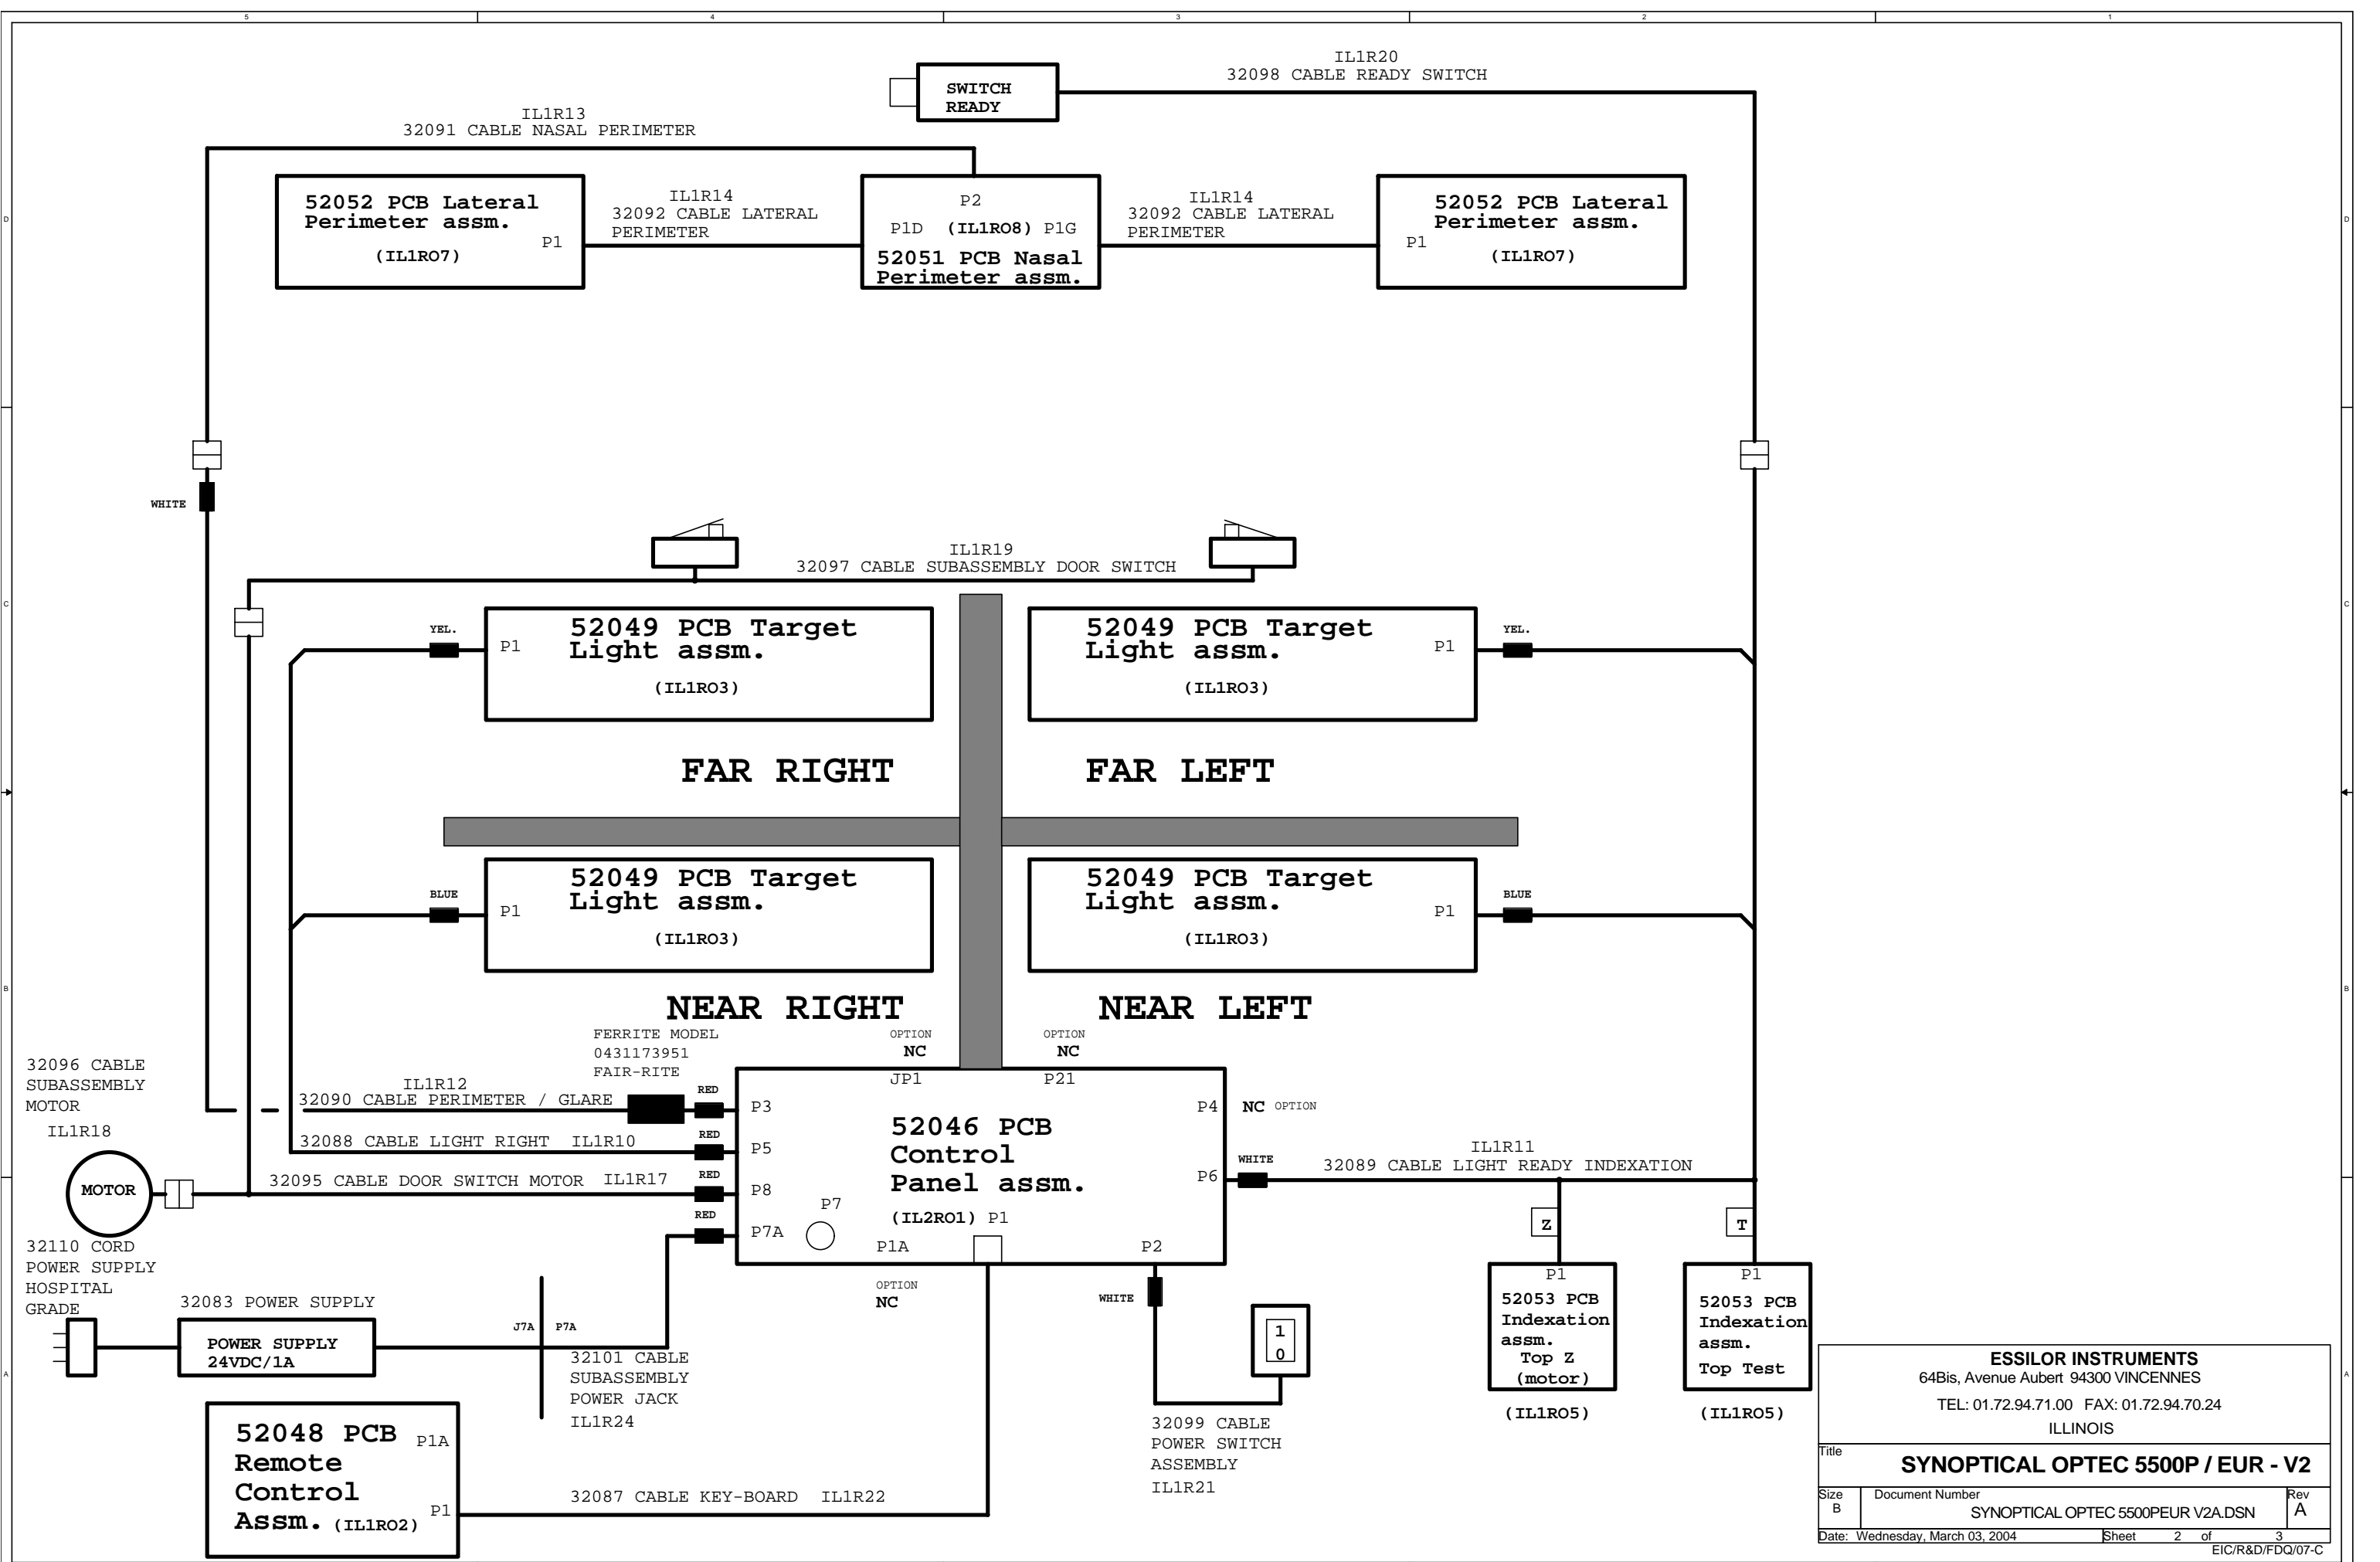 5 4 3 2 1
IL1R20
32098 CABLE READY SWITCH
SWITCH
READY
IL1R13
32091 CABLE NASAL PERIMETER
52052 PCB Lateral
Perimeter assm.
(IL1RO7)
P1
IL1R14
32092 CABLE LATERAL
PERIMETER
P2
P1D (IL1RO8) P1G
52051 PCB Nasal
Perimeter assm.
IL1R14
32092 CABLE LATERAL
PERIMETER
52052 PCB Lateral
Perimeter assm.
P1
(IL1RO7)
D D
WHITE
IL1R19
32097 CABLE SUBASSEMBLY DOOR SWITCH
C C
YEL.
P1
52049 PCB Target
Light assm.
(IL1RO3)
52049 PCB Target
Light assm.
(IL1RO3)
P1
YEL.
FAR RIGHT
FAR LEFT
BLUE
P1
52049 PCB Target
Light assm.
(IL1RO3)
52049 PCB Target
Light assm.
(IL1RO3)
P1
BLUE
B B
NEAR RIGHT
NEAR LEFT
FERRITE MODEL
0431173951
FAIR-RITE
OPTION
NC
OPTION
NC
32096 CABLE
SUBASSEMBLY
MOTOR
IL1R18
MOTOR
IL1R12
32090 CABLE PERIMETER / GLARE
RED
32088 CABLE LIGHT RIGHT IL1R10
RED
32095 CABLE DOOR SWITCH MOTOR IL1R17
RED
RED
JP1 P21
P3
P5
P8
P7A
P7
52046 PCB
Control
Panel assm.
(IL2RO1) P1
P1A
P2
P4
P6
NC OPTION
WHITE
IL1R11
32089 CABLE LIGHT READY INDEXATION
Z
T
32110 CORD
POWER SUPPLY
HOSPITAL
GRADE
32083 POWER SUPPLY
POWER SUPPLY
24VDC/1A
J7A P7A
32101 CABLE
SUBASSEMBLY
POWER JACK
IL1R24
OPTION
NC
WHITE
1
0
32099 CABLE
POWER SWITCH
ASSEMBLY
IL1R21
P1
52053 PCB
Indexation
assm.
Top Z
(motor)
(IL1RO5)
P1
52053 PCB
Indexation
assm.
Top Test
(IL1RO5)
A A
52048 PCB
Remote
Control
Assm. (IL1RO2)
P1A
P1
32087 CABLE KEY-BOARD IL1R22
ESSILOR INSTRUMENTS
64Bis, Avenue Aubert 94300 VINCENNES
TEL: 01.72.94.71.00 FAX: 01.72.94.70.24
ILLINOIS
Title
SYNOPTICAL OPTEC 5500P / EUR - V2
Size
B
Document Number
SYNOPTICAL OPTEC 5500PEUR V2A.DSN
Rev
A
Date: Wednesday, March 03, 2004 Sheet 2 of 3
EIC/R&D/FDQ/07-C